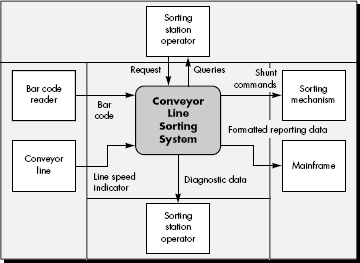 Sorting
station
operator
Request
Queries
Shunt
commands
Bar code
reader
Bar
code
Conveyor
Line
Sorting
System
Sorting
mechanism
Formatted reporting data
Conveyor
line
Line speed
indicator
Mainframe
Diagnostic data
Sorting
station
operator